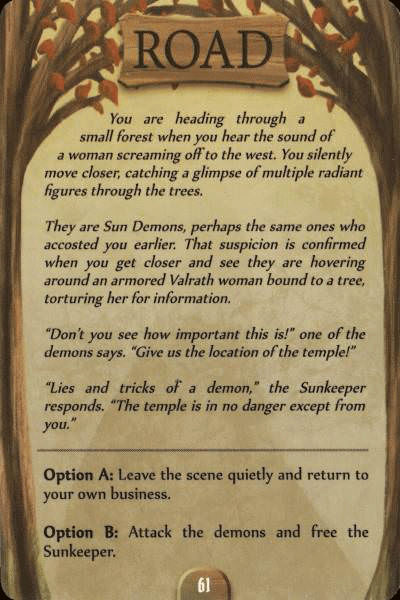 ROAD
You are heading through a
small forest when you hear the sound of
a woman screaming off to the west. You silently
move closer, catching a glimpse of multiple radiant
figures through the trees.
They are Sun Demons, perhaps the same ones who
accosted you earlier. That suspicion is confirmed
when you get closer and see they are hovering
around an armored Valrath woman bound to a tree,
torturing her for information.
“Don’t you see how important this is!” one of the
demons says. “Give us the location of the temple!”
“Lies and tricks of a demon,” the Sunkeeper
responds. “The temple is in no danger except from
you.”
Option A: Leave the scene quietly and return to
your own business.
Option B: Attack the demons and free the
Sunkeeper.
61